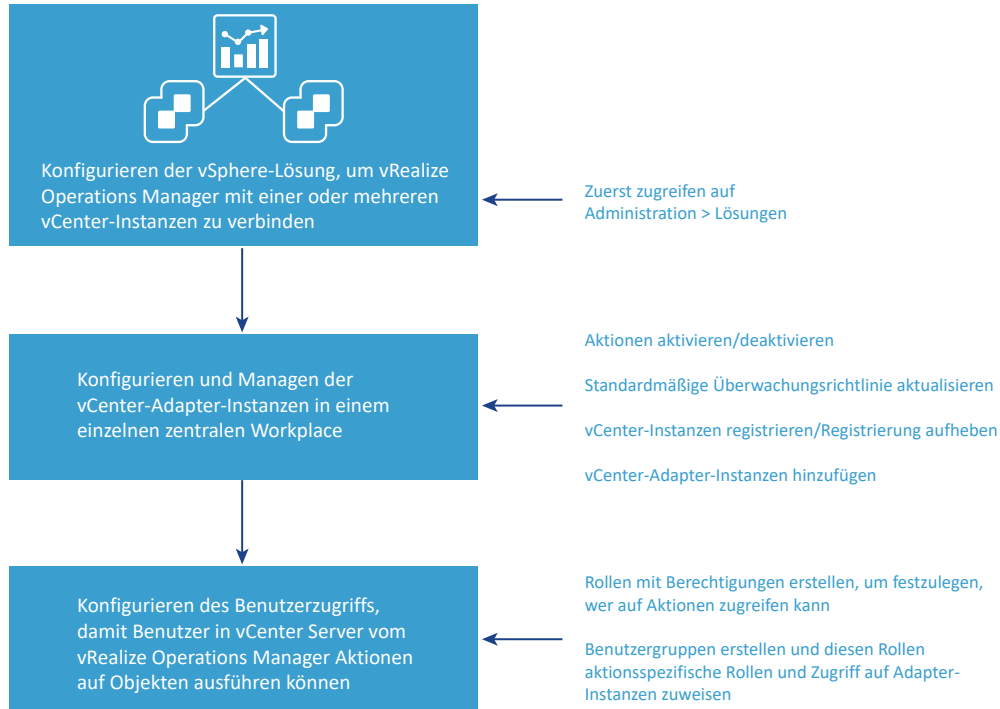 Konfigurieren der vSphere-Lösung, um vRealize
Operations Manager mit einer oder mehreren
vCenter-Instanzen zu verbinden
Zuerst zugreifen auf
Administration > Lösungen
Konfigurieren und Managen der
vCenter-Adapter-Instanzen in einem
einzelnen zentralen Workplace
Aktionen aktivieren/deaktivieren
Standardmäßige Überwachungsrichtlinie aktualisieren
vCenter-Instanzen registrieren/Registrierung aufheben
vCenter-Adapter-Instanzen hinzufügen
Konfigurieren des Benutzerzugriffs,
damit Benutzer in vCenter Server vom
vRealize Operations Manager Aktionen
auf Objekten ausführen können
Rollen mit Berechtigungen erstellen, um festzulegen,
wer auf Aktionen zugreifen kann
Benutzergruppen erstellen und diesen Rollen
aktionsspezifische Rollen und Zugriff auf Adapter-
Instanzen zuweisen